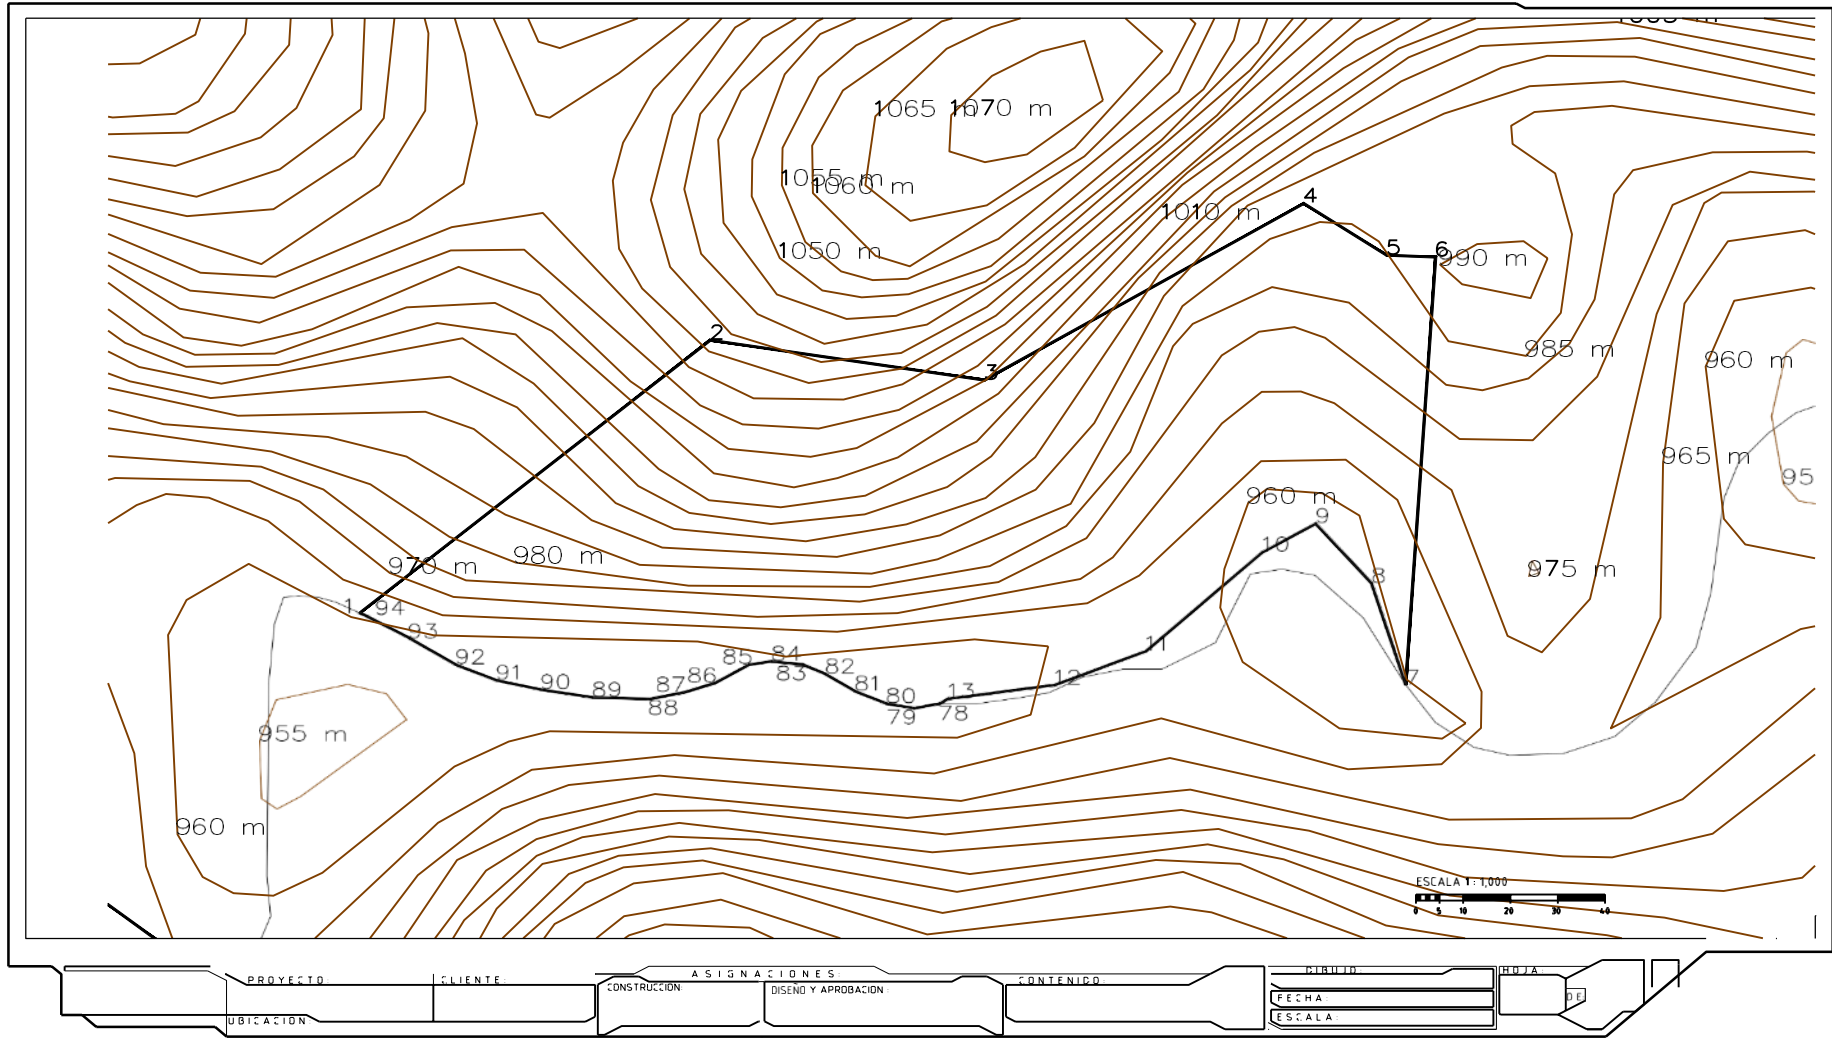 1065 m
1070 m
1055 m
1060 m
1010 m
1050 m
4
5
6
990 m
2
3
985 m
960 m
965 m
95
960 m
9
10
970 m
980 m
975 m
8
1
94
93
92
91
90
89
88
87
86
85
84
83
82
81
80
79
78
13
12
11
7
955 m
960 m
ESCALA 1:1,000
0 5 10 20 30 40
PROYECTO:
CLIENTE:
ASIGNACIONES:
CONSTRUCCION:
DISEÑO Y APROBACION:
CONTENIDO:
DIBUJO:
HOJA:
FECHA:
DE
UBICACION:
ESCALA: